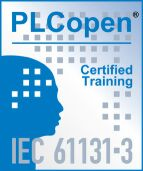 PLCopen®
Certified
Training
IEC 61131-3